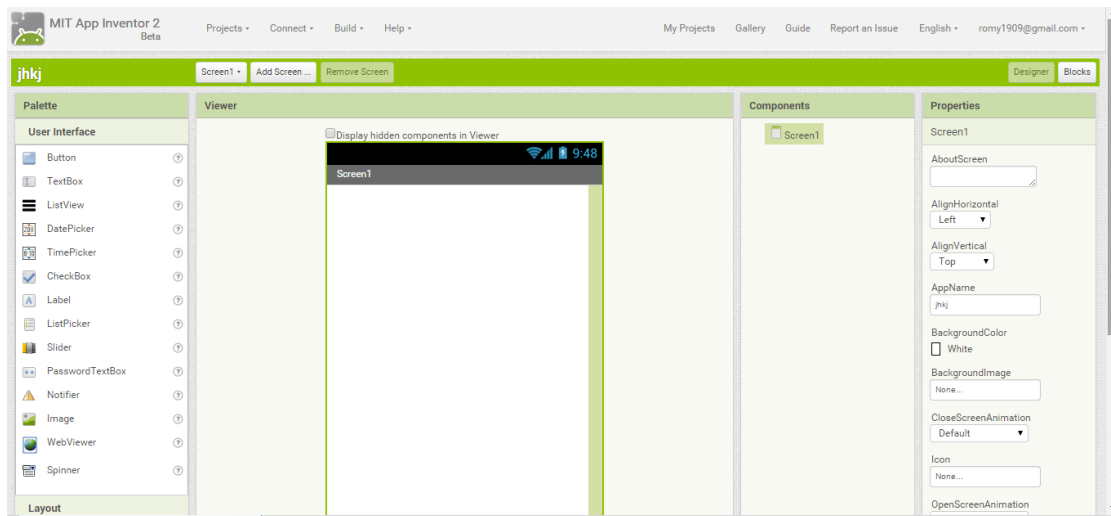 MIT App Inventor 2
Beta
Projects Connect Build Help My Projects Gallery Guide Report an Issue English romy1909@gmail.com
jhkj Screen1 Add Screen ... Remove Screen Designer Blocks
Palette
User Interface
Button
TextBox
ListView
DatePicker
TimePicker
CheckBox
Label
ListPicker
Slider
PasswordTextBox
Notifier
Image
WebViewer
Spinner
Layout
Viewer
Display hidden components in Viewer
9:48
Screen1
Components
Screen1
Properties
Screen1
AboutScreen
AlignHorizontal
Left
AlignVertical
Top
AppName
jhkj
BackgroundColor
White
BackgroundImage
None...
CloseScreenAnimation
Default
Icon
None...
OpenScreenAnimation